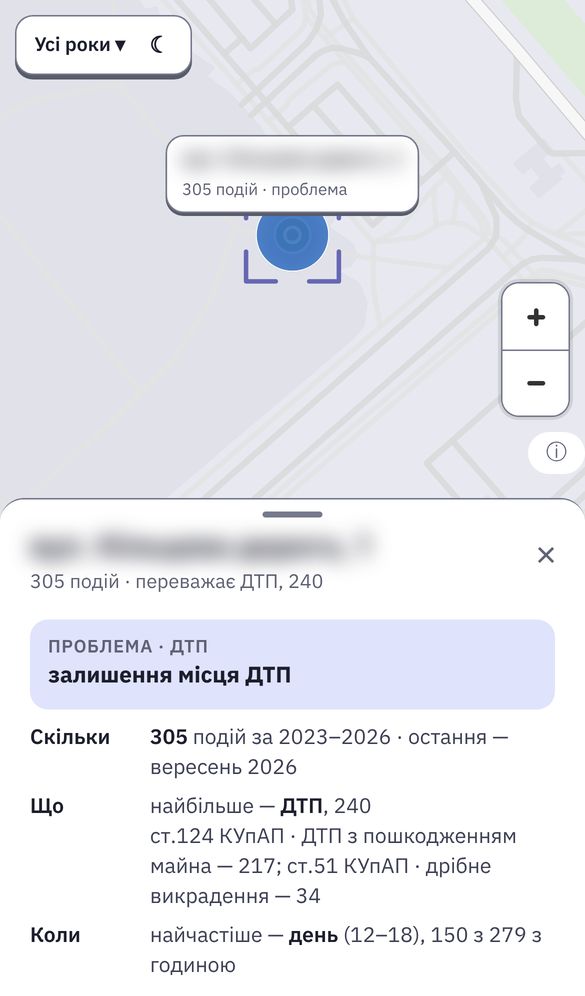 Усі роки ▾ ☾
305 подій · проблема
+
−
ⓘ
305 подій · переважає ДТП, 240
✕
ПРОБЛЕМА · ДТП
залишення місця ДТП
Скільки 305 подій за 2023–2026 · остання —
вересень 2026
Що найбільше — ДТП, 240
ст.124 КУпАП · ДТП з пошкодженням
майна — 217; ст.51 КУпАП · дрібне
викрадення — 34
Коли найчастіше — день (12–18), 150 з 279 з
годиною